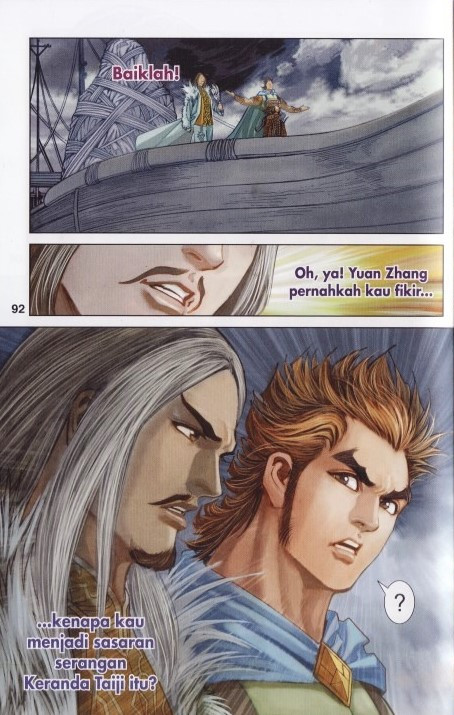 Baiklah!
Oh, ya! Yuan Zhang
pernahkah kau fikir...
92
...kenapa kau
menjadi sasaran
serangan
Keranda Taiji itu?
?